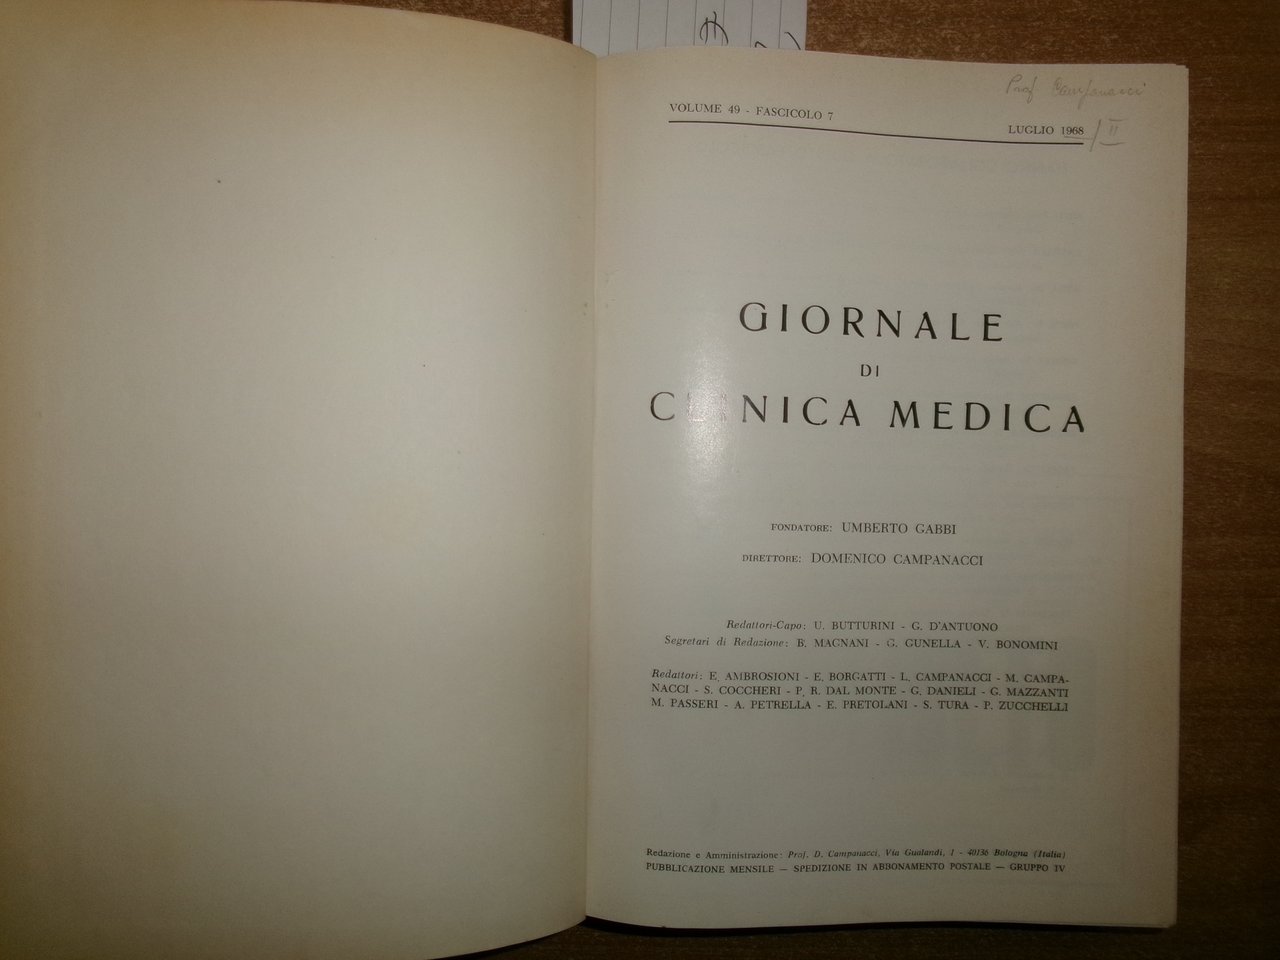 Prof Campanacci
VOLUME 49 - FASCICOLO 7
LUGLIO 1968 / II
GIORNALE
DI
CLINICA MEDICA
FONDATORE: UMBERTO GABBI
DIRETTORE: DOMENICO CAMPANACCI
Redattori-Capo: U. BUTTURINI - G. D'ANTUONO
Segretari di Redazione: B. MAGNANI - G. GUNELLA - V. BONOMINI
Redattori: E. AMBROSIONI - E. BORGATTI - L. CAMPANACCI - M. CAMPA-
NACCI - S. COCCHERI - P. R. DAL MONTE - G. DANIELI - G. MAZZANTI
M. PASSERI - A. PETRELLA - E. PRETOLANI - S. TURA - P. ZUCCHELLI
Redazione e Amministrazione: Prof. D. Campanacci, Via Gualandi, 1 - 40136 Bologna (Italia)
PUBBLICAZIONE MENSILE — SPEDIZIONE IN ABBONAMENTO POSTALE — GRUPPO IV